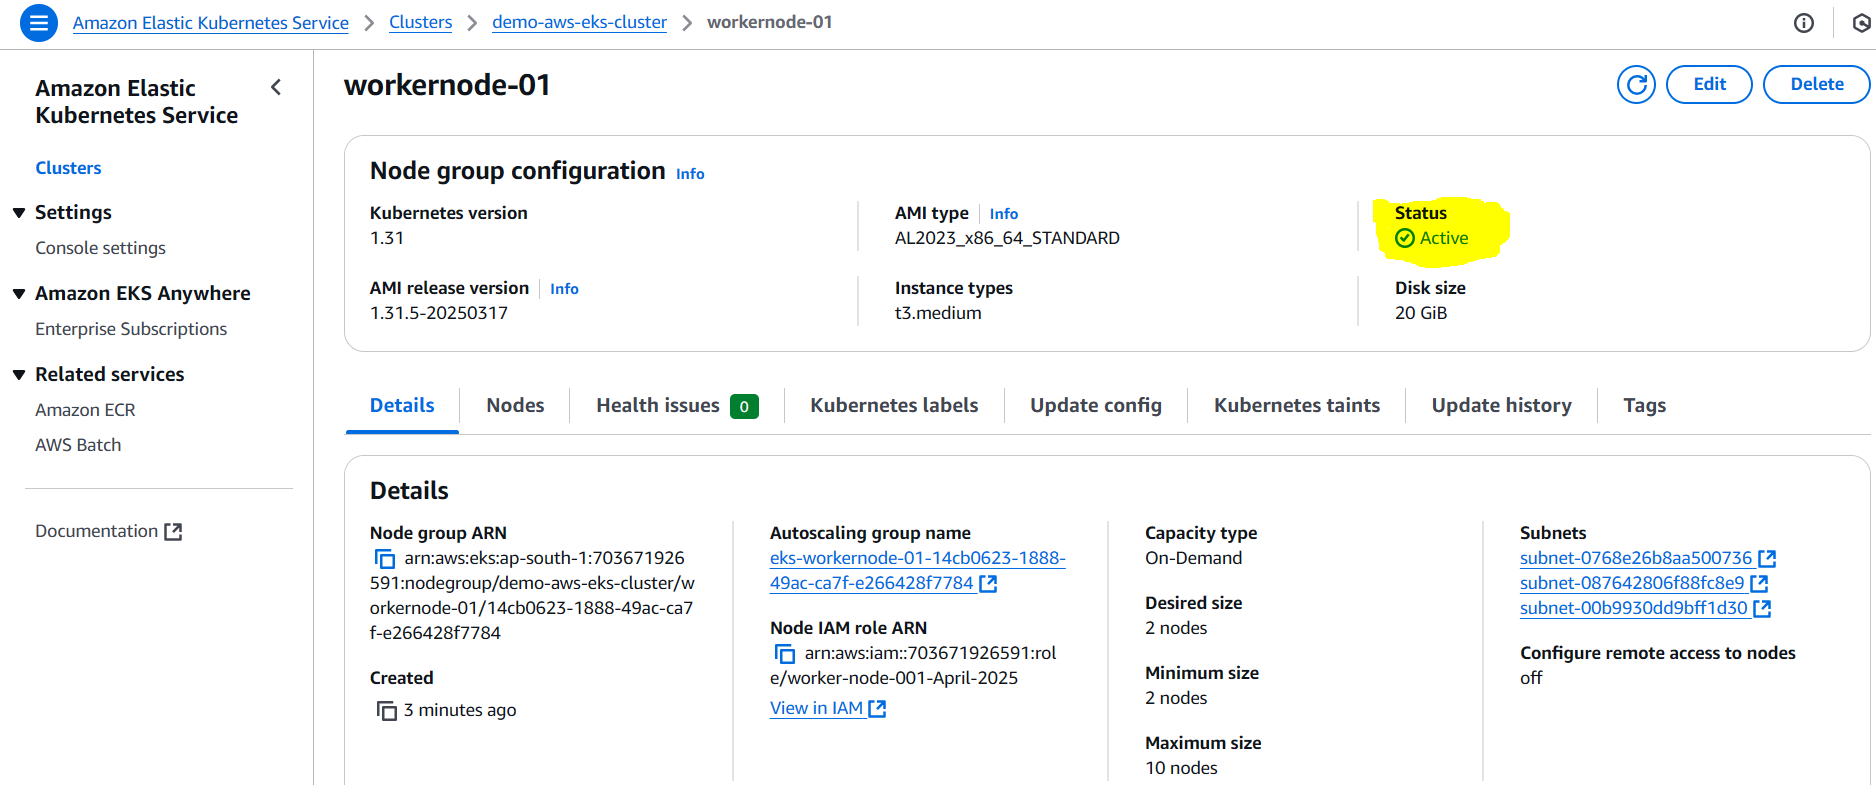 Amazon Elastic Kubernetes Service > Clusters > demo-aws-eks-cluster > workernode-01
Amazon Elastic
Kubernetes Service
Clusters
Settings
Console settings
Amazon EKS Anywhere
Enterprise Subscriptions
Related services
Amazon ECR
AWS Batch
Documentation
workernode-01
Edit
Delete
Node group configuration Info
Kubernetes version
1.31
AMI type Info
AL2023_x86_64_STANDARD
Status
Active
AMI release version Info
1.31.5-20250317
Instance types
t3.medium
Disk size
20 GiB
Details Nodes Health issues 0 Kubernetes labels Update config Kubernetes taints Update history Tags
Details
Node group ARN
arn:aws:eks:ap-south-1:703671926
591:nodegroup/demo-aws-eks-cluster/w
orkernode-01/14cb0623-1888-49ac-ca7
f-e266428f7784
Created
3 minutes ago
Autoscaling group name
eks-workernode-01-14cb0623-1888-
49ac-ca7f-e266428f7784
Node IAM role ARN
arn:aws:iam::703671926591:rol
e/worker-node-001-April-2025
View in IAM
Capacity type
On-Demand
Desired size
2 nodes
Minimum size
2 nodes
Maximum size
10 nodes
Subnets
subnet-0768e26b8aa500736
subnet-087642806f88fc8e9
subnet-00b9930dd9bff1d30
Configure remote access to nodes
off